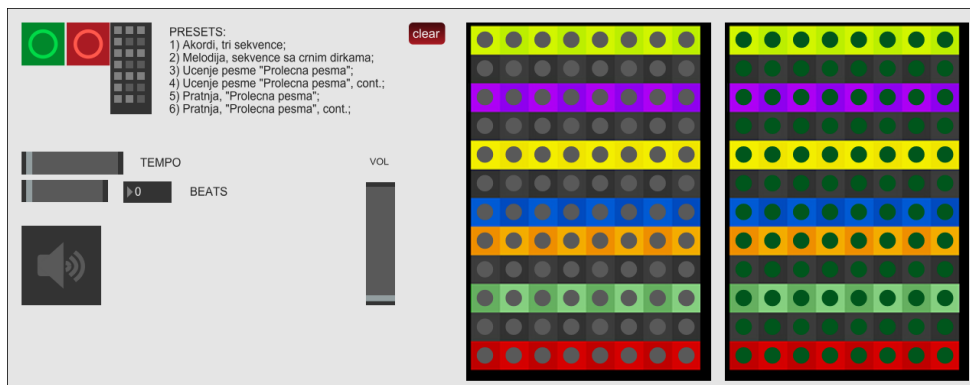 PRESETS:
1) Akordi, tri sekvence;
2) Melodija, sekvence sa crnim dirkama;
3) Ucenje pesme "Prolecna pesma";
4) Ucenje pesme "Prolecna pesma", cont.;
5) Pratnja, "Prolecna pesma";
6) Pratnja, "Prolecna pesma", cont.;
clear
TEMPO
VOL
0
BEATS